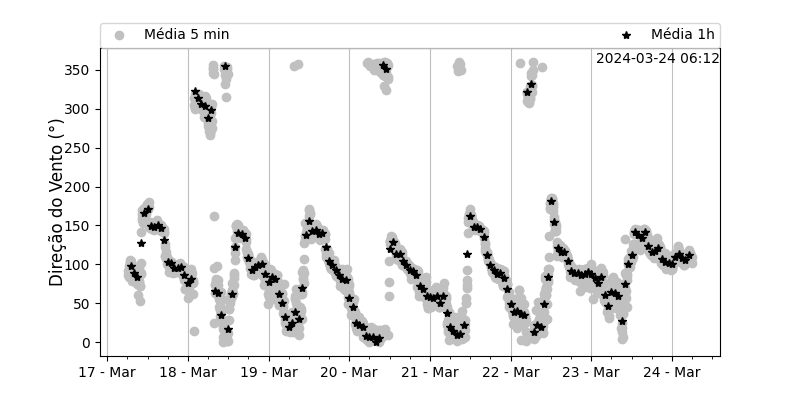 Média 5 min
Média 1h
2024-03-24 06:12
Direção do Vento (°)
350
300
250
200
150
100
50
0
17 - Mar
18 - Mar
19 - Mar
20 - Mar
21 - Mar
22 - Mar
23 - Mar
24 - Mar